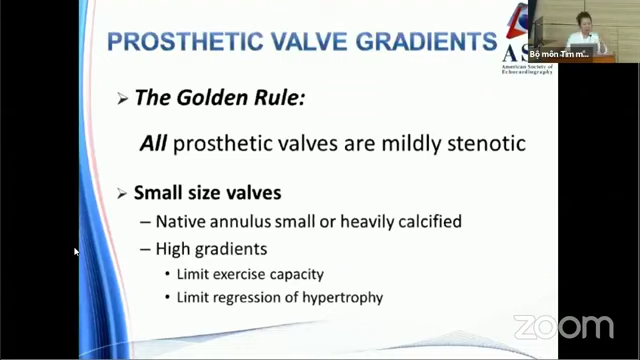 PROSTHETIC VALVE GRADIENTS
AS
American Society of
Echocardiography
Bộ môn Tim m...
➤ The Golden Rule:
All prosthetic valves are mildly stenotic
➤ Small size valves
– Native annulus small or heavily calcified
– High gradients
• Limit exercise capacity
• Limit regression of hypertrophy
zoom